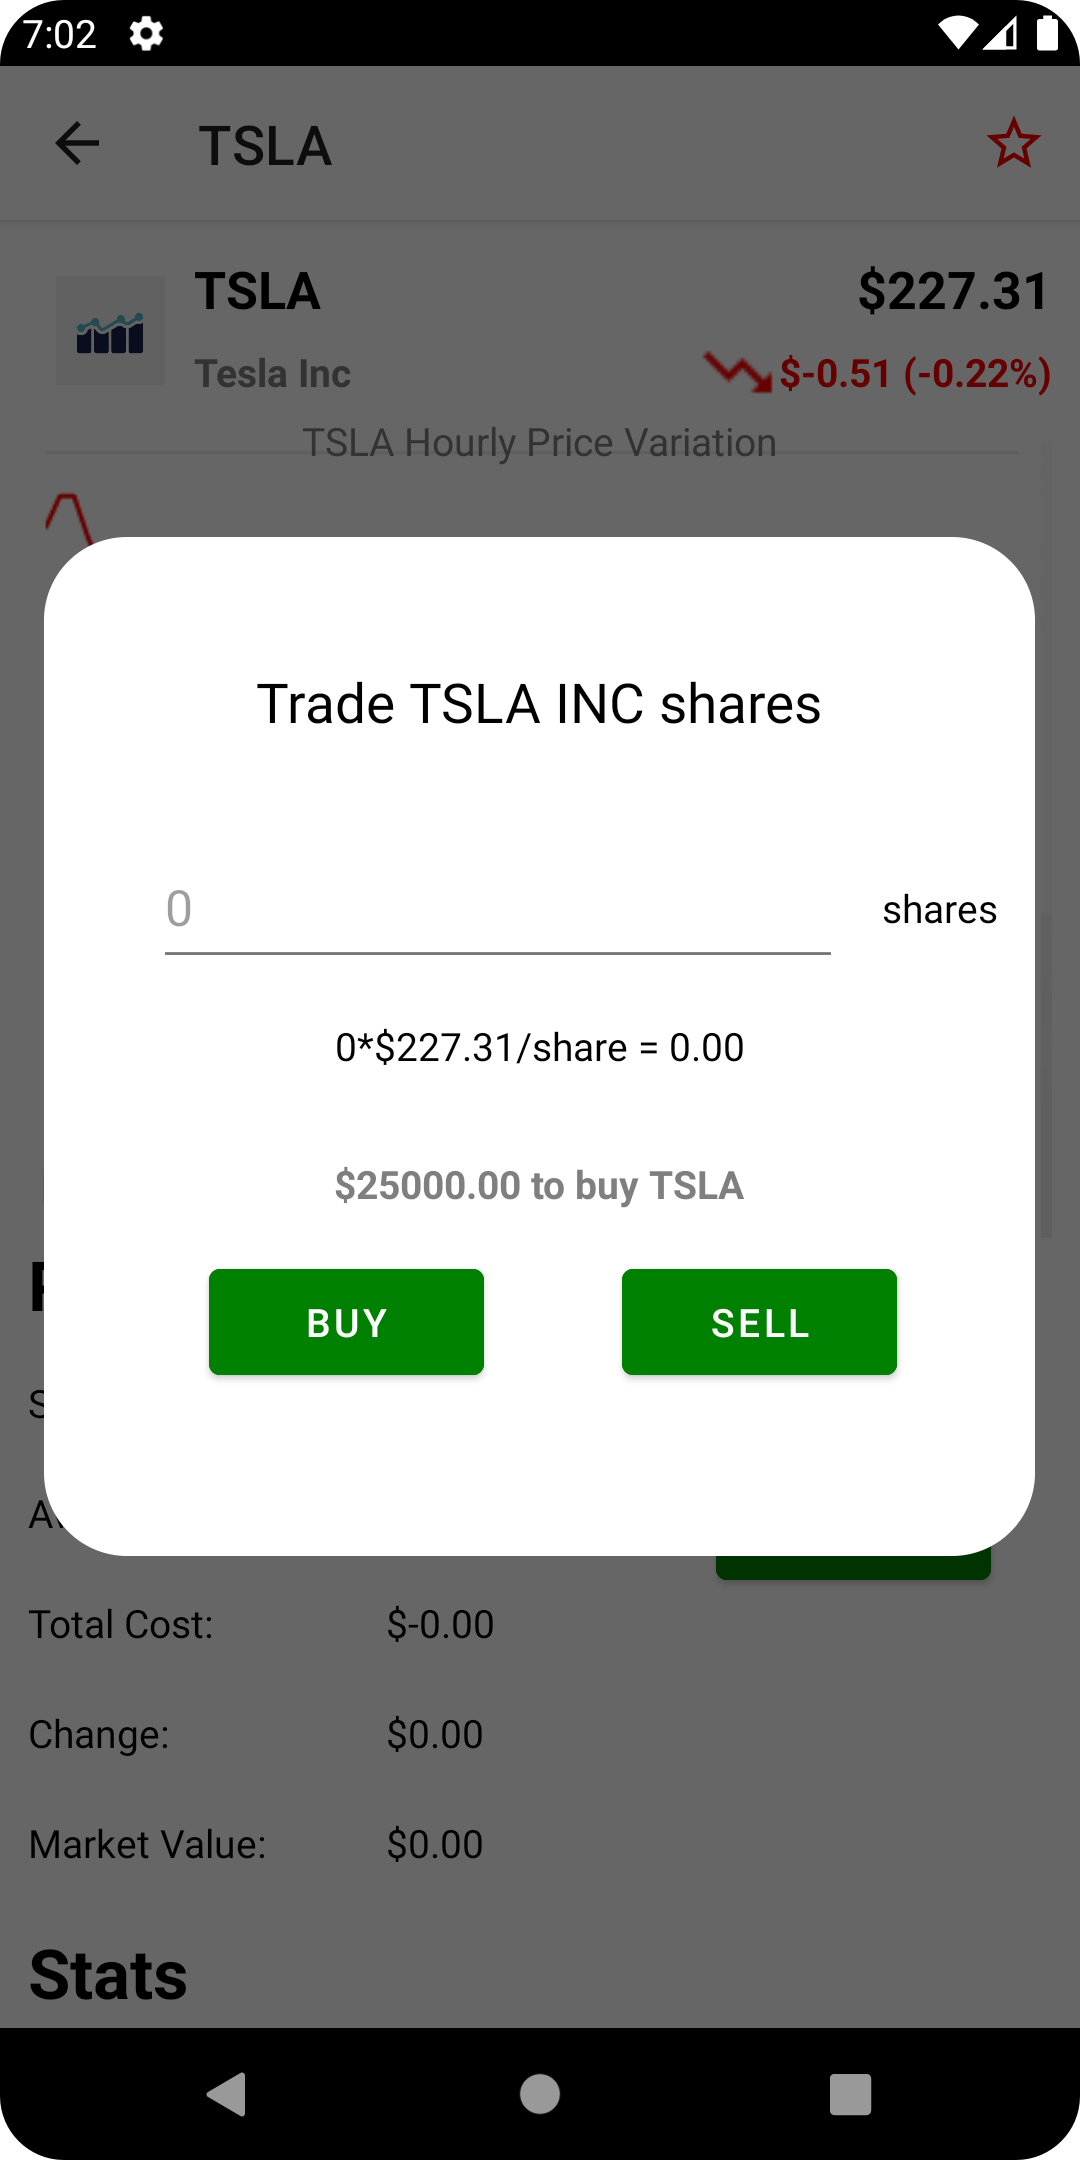 7:02
TSLA
TSLA
$227.31
Tesla Inc
$-0.51 (-0.22%)
TSLA Hourly Price Variation
Trade TSLA INC shares
0
shares
0*$227.31/share = 0.00
$25000.00 to buy TSLA
BUY
SELL
Total Cost:
$-0.00
Change:
$0.00
Market Value:
$0.00
Stats